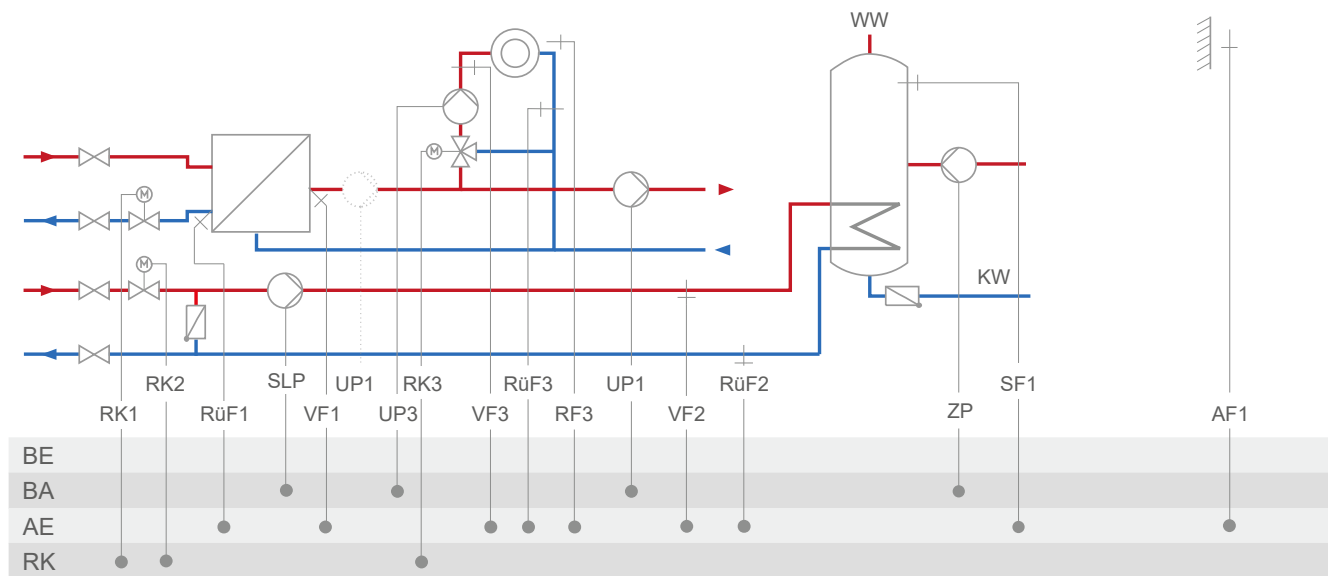 WW
M
M
M
KW
RK2 SLP UP1 RK3 RüF3 UP1 RüF2 SF1
RK1 RüF1 VF1 UP3 VF3 RF3 VF2 ZP AF1
BE
BA
AE
RK